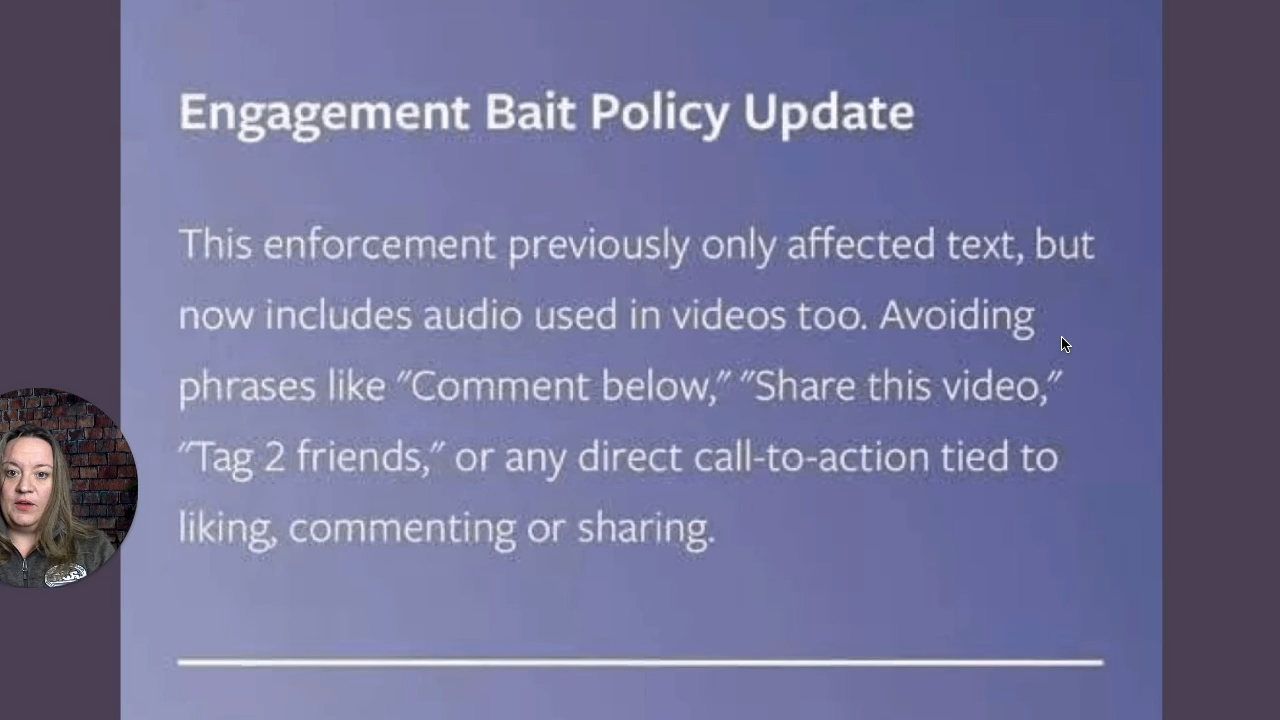 Engagement Bait Policy Update
This enforcement previously only affected text, but
now includes audio used in videos too. Avoiding
phrases like "Comment below," "Share this video,"
"Tag 2 friends," or any direct call-to-action tied to
liking, commenting or sharing.